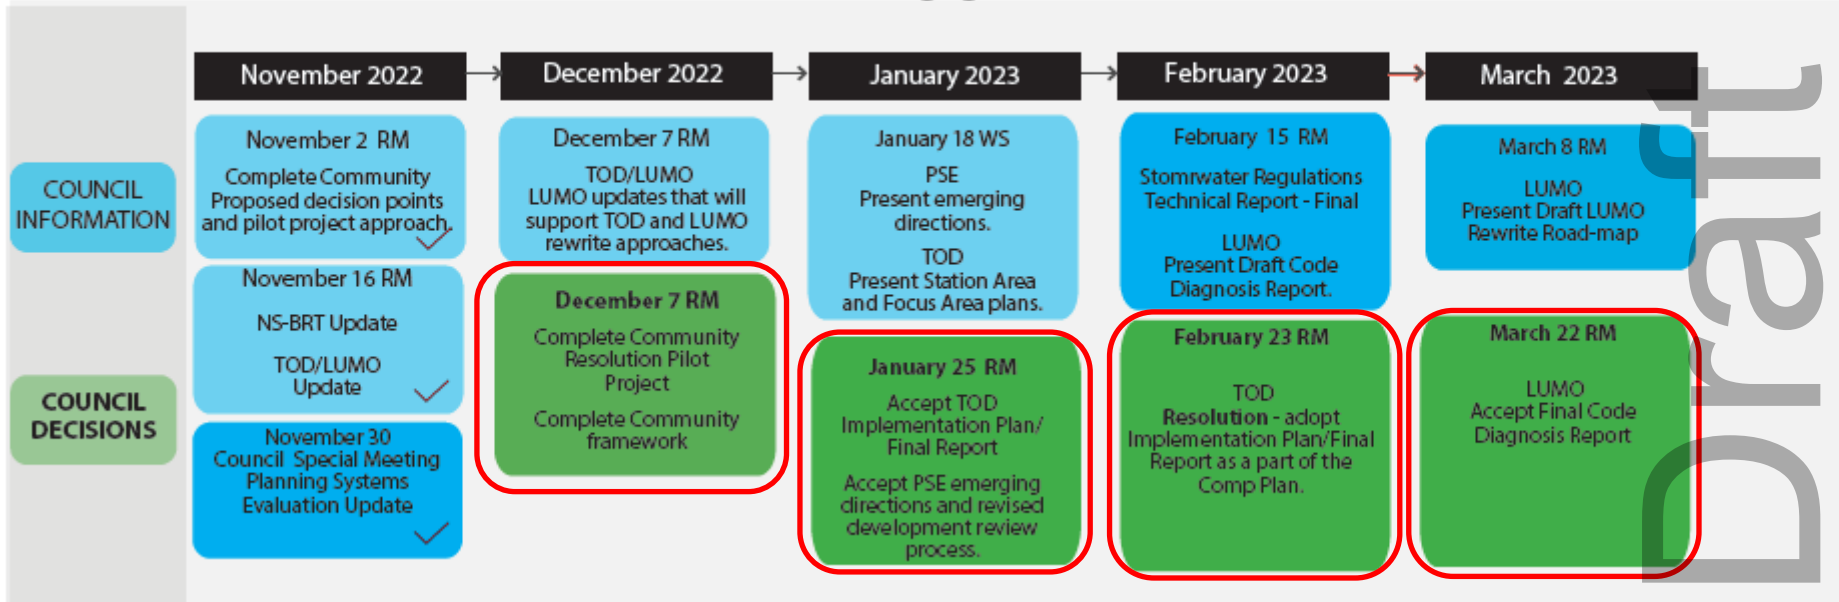 November 2022
December 2022
January 2023
February 2023
March 2023
COUNCIL
INFORMATION
COUNCIL
DECISIONS
November 2 RM
Complete Community
Proposed decision points
and pilot project approach.
November 16 RM
NS-BRT Update
TOD/LUMO
Update
November 30
Council Special Meeting
Planning Systems
Evaluation Update
December 7 RM
TOD/LUMO
LUMO updates that will
support TOD and LUMO
rewrite approaches.
December 7 RM
Complete Community
Resolution Pilot
Project
Complete Community
framework
January 18 WS
PSE
Present emerging
directions.
TOD
Present Station Area
and Focus Area plans.
January 25 RM
Accept TOD
Implementation Plan/
Final Report
Accept PSE emerging
directions and revised
development review
process.
February 15 RM
Stomrwater Regulations
Technical Report - Final
LUMO
Present Draft Code
Diagnosis Report.
February 23 RM
TOD
Resolution - adopt
Implementation Plan/Final
Report as a part of the
Comp Plan.
March 8 RM
LUMO
Present Draft LUMO
Rewrite Road-map
March 22 RM
LUMO
Accept Final Code
Diagnosis Report
Draft